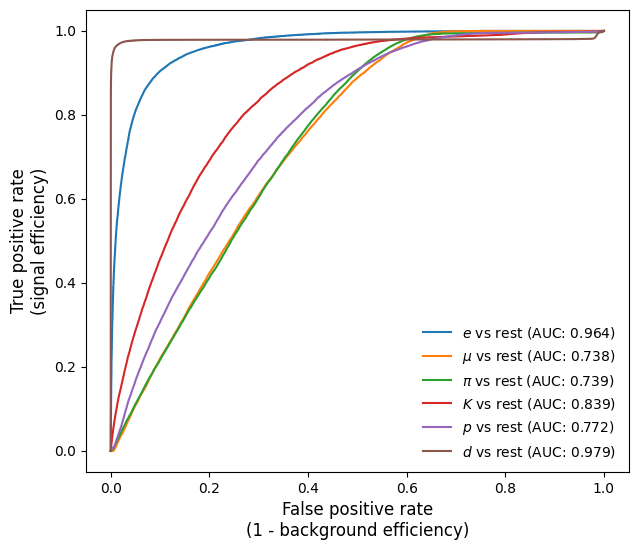 True positive rate
(signal efficiency)
1.0
0.8
0.6
0.4
0.2
0.0
e vs rest (AUC: 0.964)
μ vs rest (AUC: 0.738)
π vs rest (AUC: 0.739)
K vs rest (AUC: 0.839)
p vs rest (AUC: 0.772)
d vs rest (AUC: 0.979)
0.0 0.2 0.4 0.6 0.8 1.0
False positive rate
(1 - background efficiency)